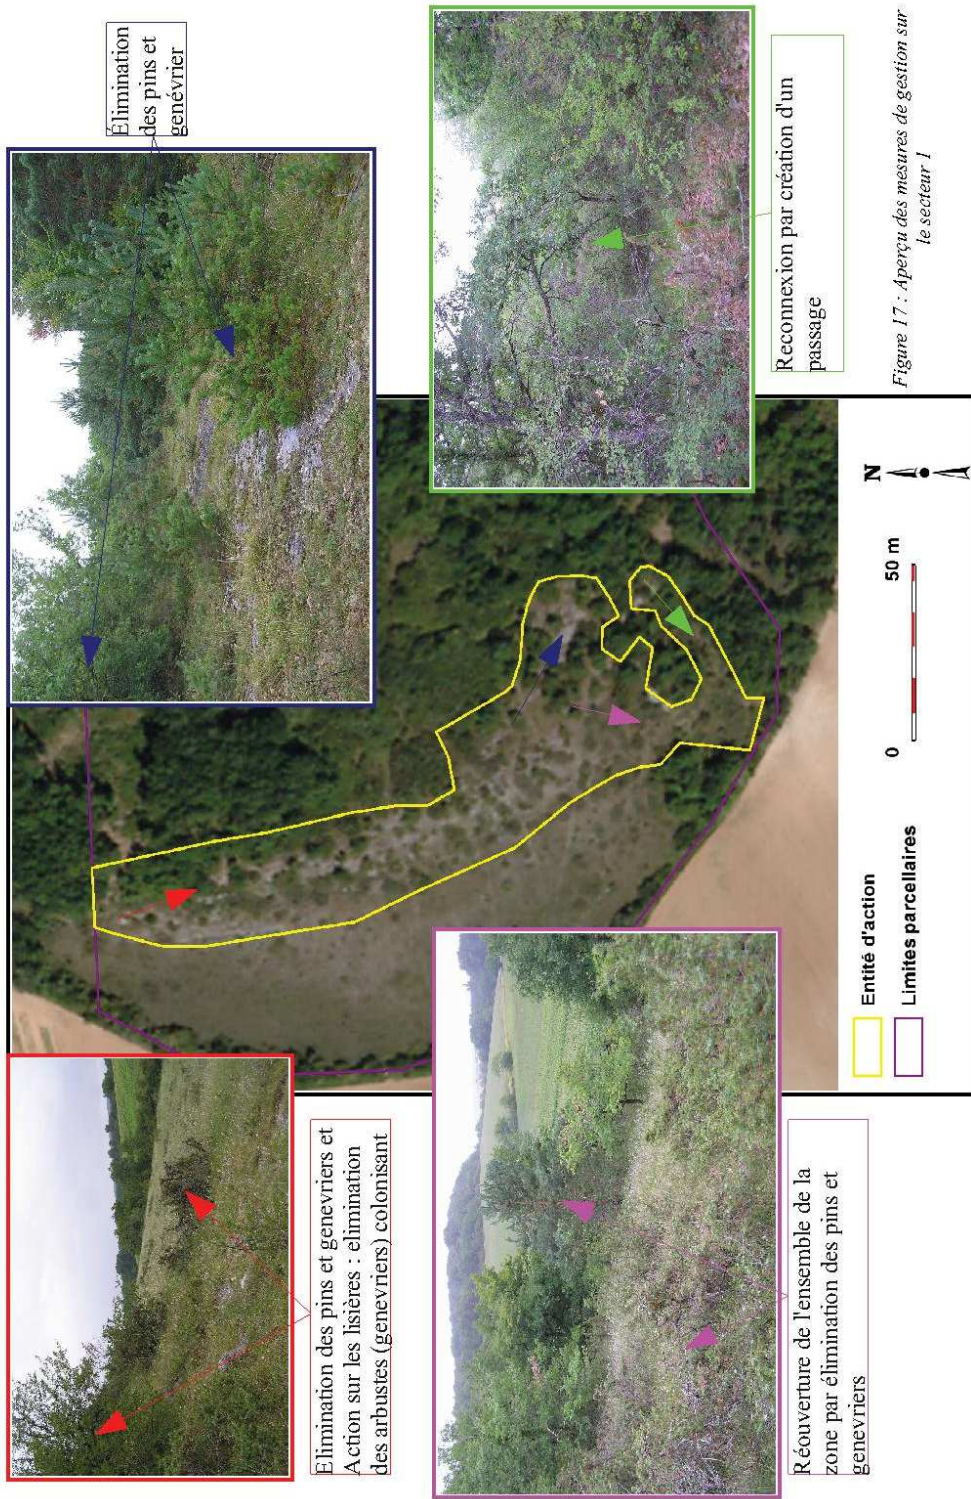 Elimination des pins et genevriers et
Action sur les lisières : elimination
des arbustes (genevriers) colonisant
Élimination
des pins et
genévrier
Réouverture de l'ensemble de la
zone par élimination des pins et
genevriers
Reconnexion par création d'un
passage
Entité d'action
Limites parcellaires
0
50 m
N
Figure 17 : Aperçu des mesures de gestion sur
le secteur 1